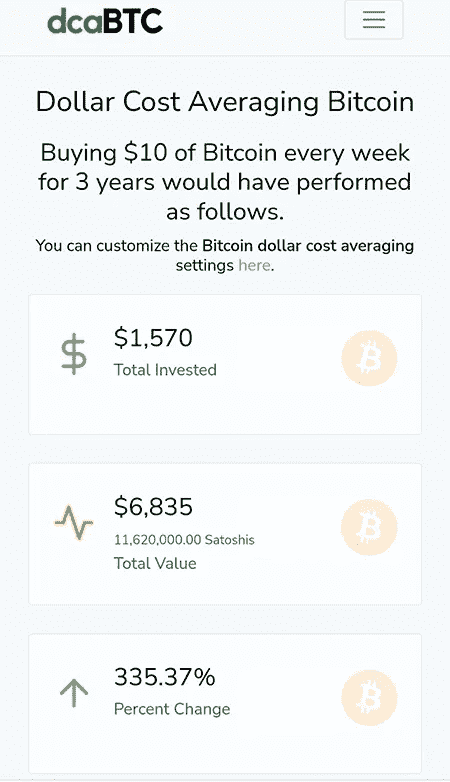 dcaBTC
Dollar Cost Averaging Bitcoin
Buying $10 of Bitcoin every week
for 3 years would have performed
as follows.
You can customize the Bitcoin dollar cost averaging
settings here.
$1,570
Total Invested
$6,835
11,620,000.00 Satoshis
Total Value
335.37%
Percent Change